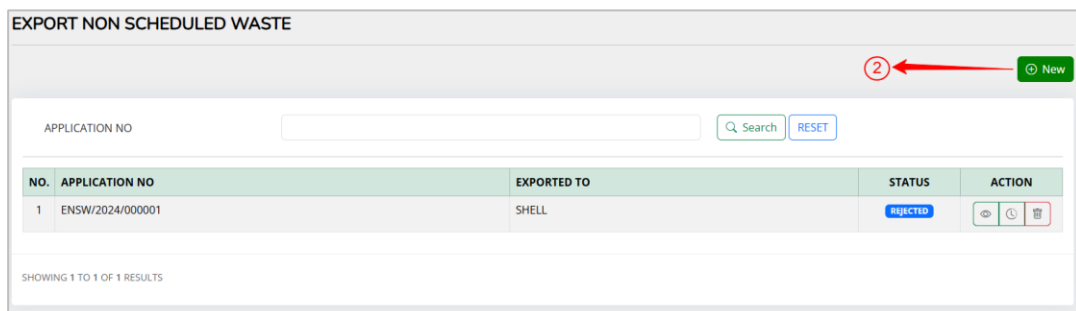 EXPORT NON SCHEDULED WASTE
2 New
APPLICATION NO Search RESET
NO. APPLICATION NO EXPORTED TO STATUS ACTION
1 ENSW/2024/000001 SHELL REJECTED
SHOWING 1 TO 1 OF 1 RESULTS